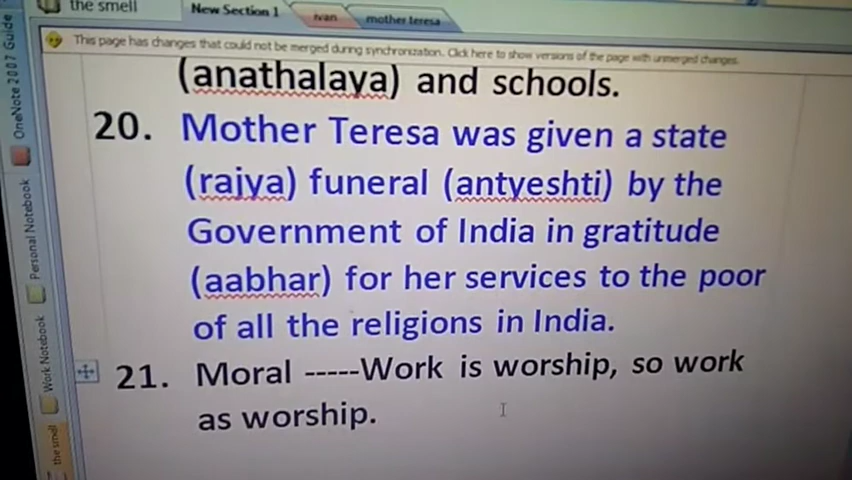 the smell
New Section 1
ivan
mother teresa
This page has changes that could not be merged during synchronization. Click here to show versions of the page with unmerged changes.
(anathalaya) and schools.
20. Mother Teresa was given a state
(rajya) funeral (antyeshti) by the
Government of India in gratitude
(aabhar) for her services to the poor
of all the religions in India.
21. Moral -----Work is worship, so work
as worship.
OneNote 2007 Guide
Personal Notebook
Work Notebook
the smell